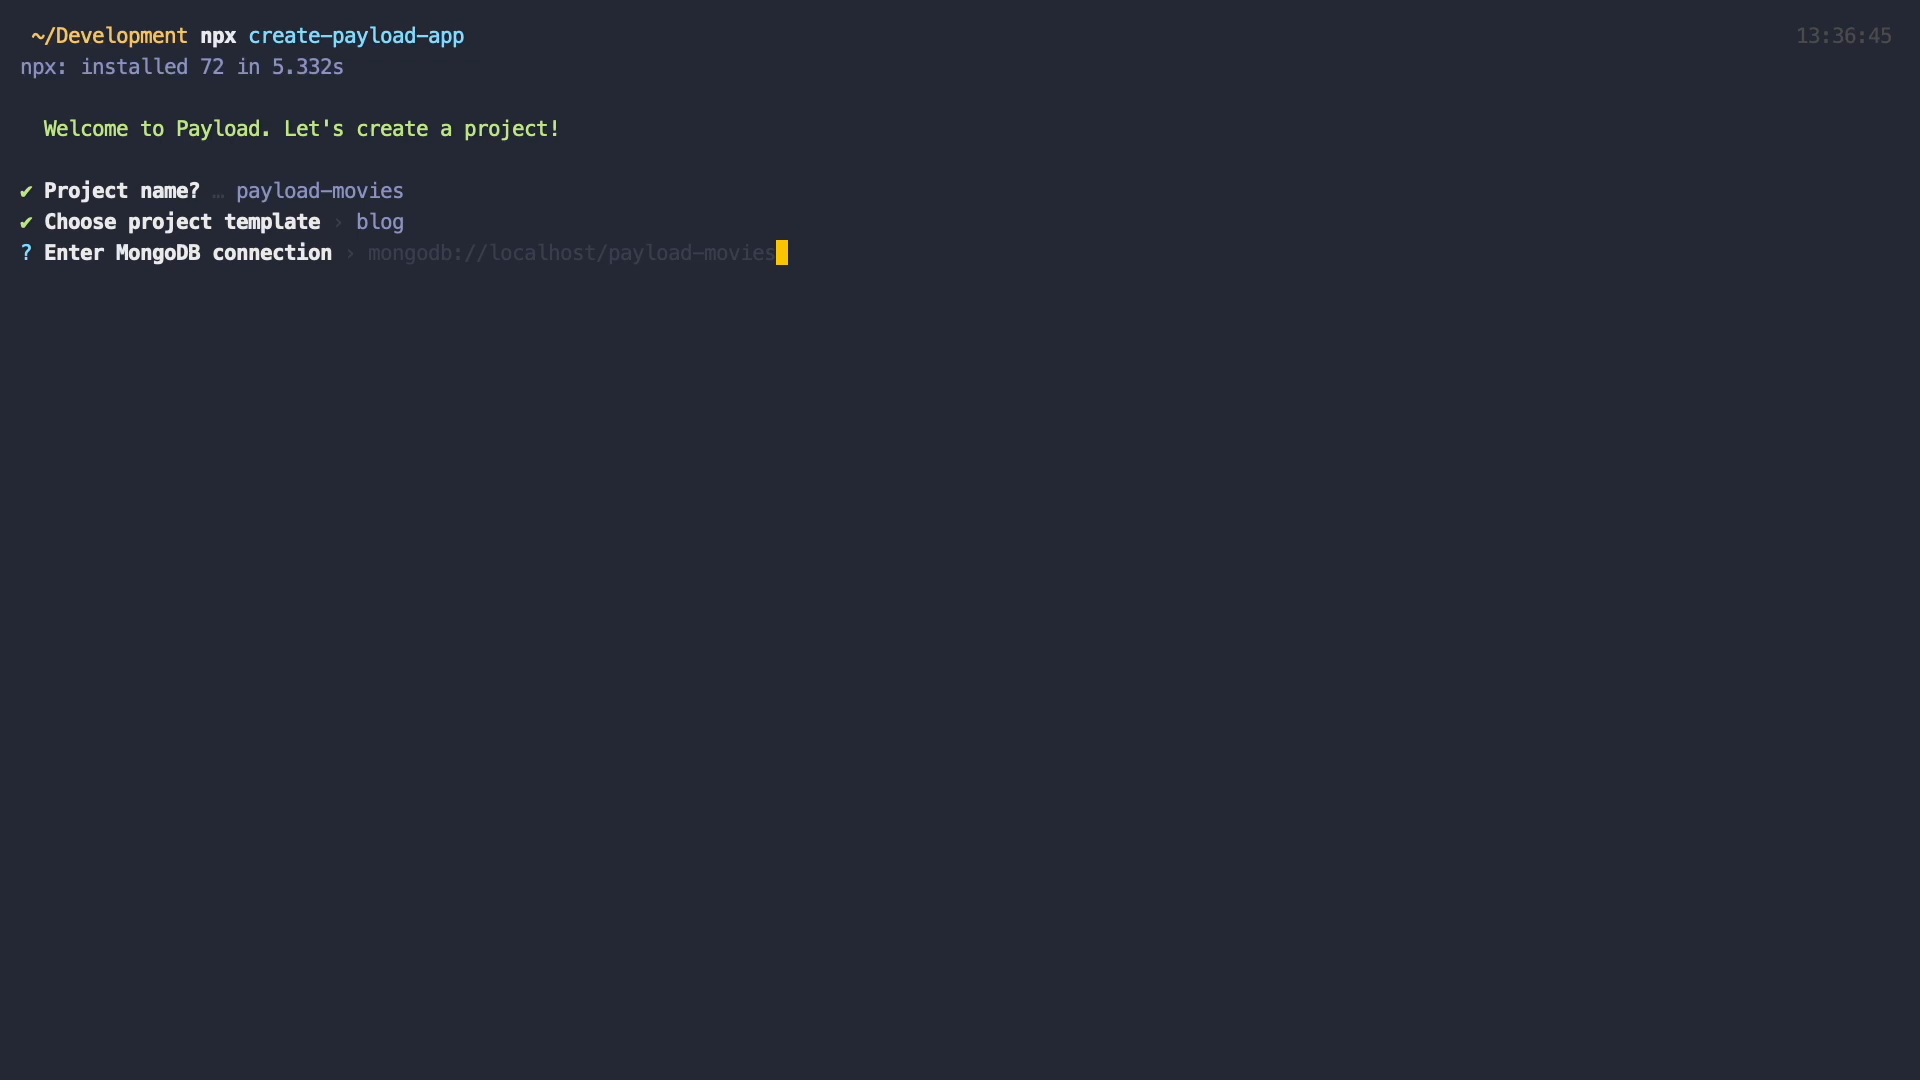 ~/Development npx create-payload-app 13:36:45
npx: installed 72 in 5.332s
Welcome to Payload. Let's create a project!
✔ Project name? … payload-movies
✔ Choose project template › blog
? Enter MongoDB connection › mongodb://localhost/payload-movies